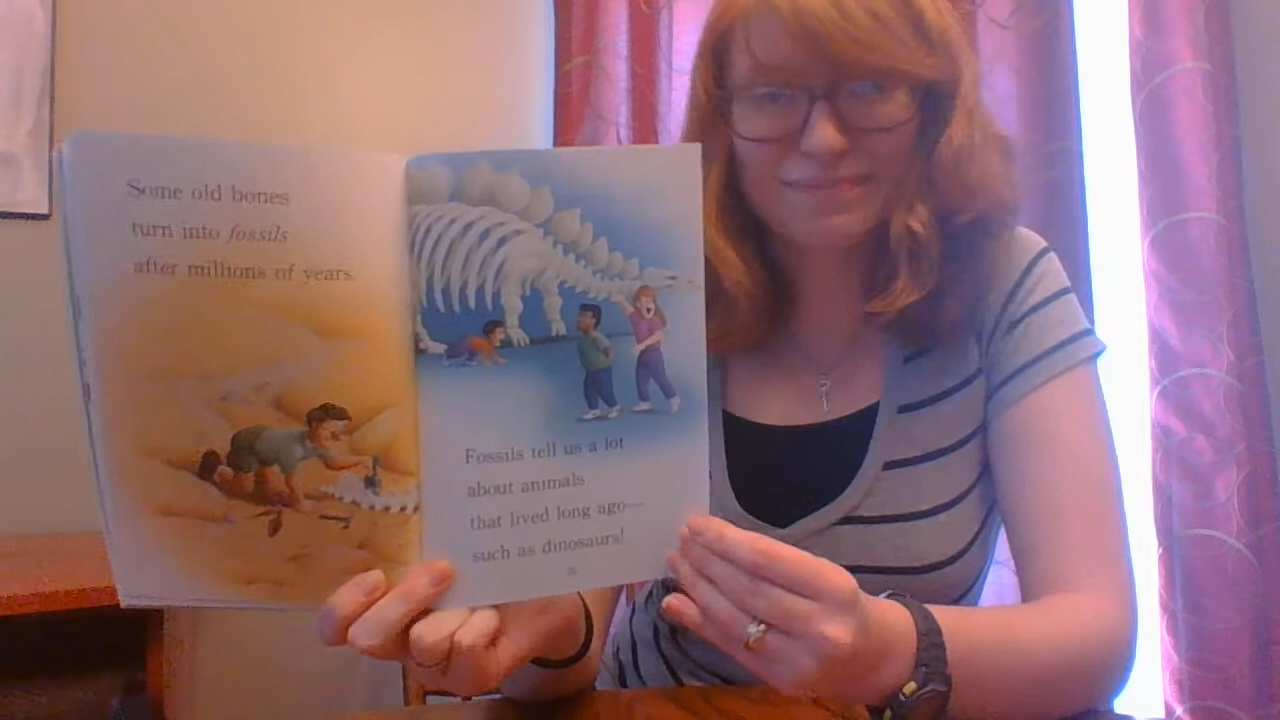 Some old bones
turn into fossils
after millions of years.
Fossils tell us a lot
about animals
that lived long ago—
such as dinosaurs!